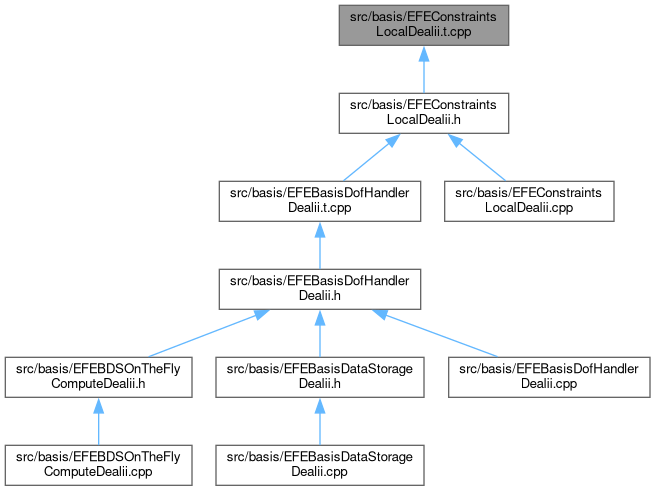 src/basis/EFEConstraints
LocalDealii.t.cpp
src/basis/EFEConstraints
LocalDealii.h
src/basis/EFEBasisDofHandler
Dealii.t.cpp
src/basis/EFEConstraints
LocalDealii.cpp
src/basis/EFEBasisDofHandler
Dealii.h
src/basis/EFEBDSOnTheFly
ComputeDealii.h
src/basis/EFEBasisDataStorage
Dealii.h
src/basis/EFEBasisDofHandler
Dealii.cpp
src/basis/EFEBDSOnTheFly
ComputeDealii.cpp
src/basis/EFEBasisDataStorage
Dealii.cpp